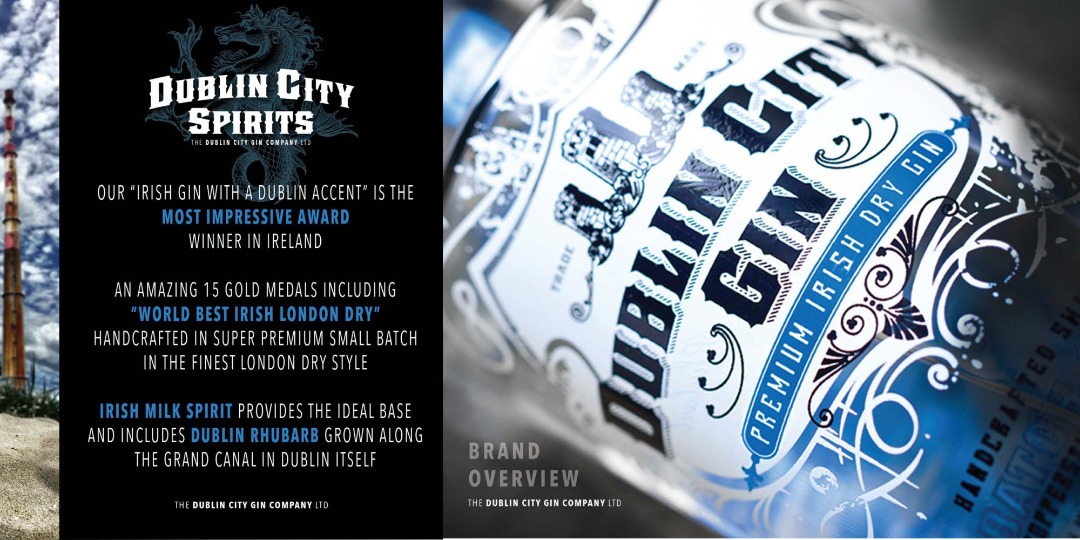 DUBLIN CITY
SPIRITS
THE DUBLIN CITY GIN COMPANY LTD
OUR "IRISH GIN WITH A DUBLIN ACCENT" IS THE
MOST IMPRESSIVE AWARD
WINNER IN IRELAND
AN AMAZING 15 GOLD MEDALS INCLUDING
"WORLD BEST IRISH LONDON DRY"
HANDCRAFTED IN SUPER PREMIUM SMALL BATCH
IN THE FINEST LONDON DRY STYLE
IRISH MILK SPIRIT PROVIDES THE IDEAL BASE
AND INCLUDES DUBLIN RHUBARB GROWN ALONG
THE GRAND CANAL IN DUBLIN ITSELF
THE DUBLIN CITY GIN COMPANY LTD
TRADE MARK
DUBLIN CITY
GIN
PREMIUM IRISH DRY GIN
HANDCRAFTED
BRAND
OVERVIEW
THE DUBLIN CITY GIN COMPANY LTD